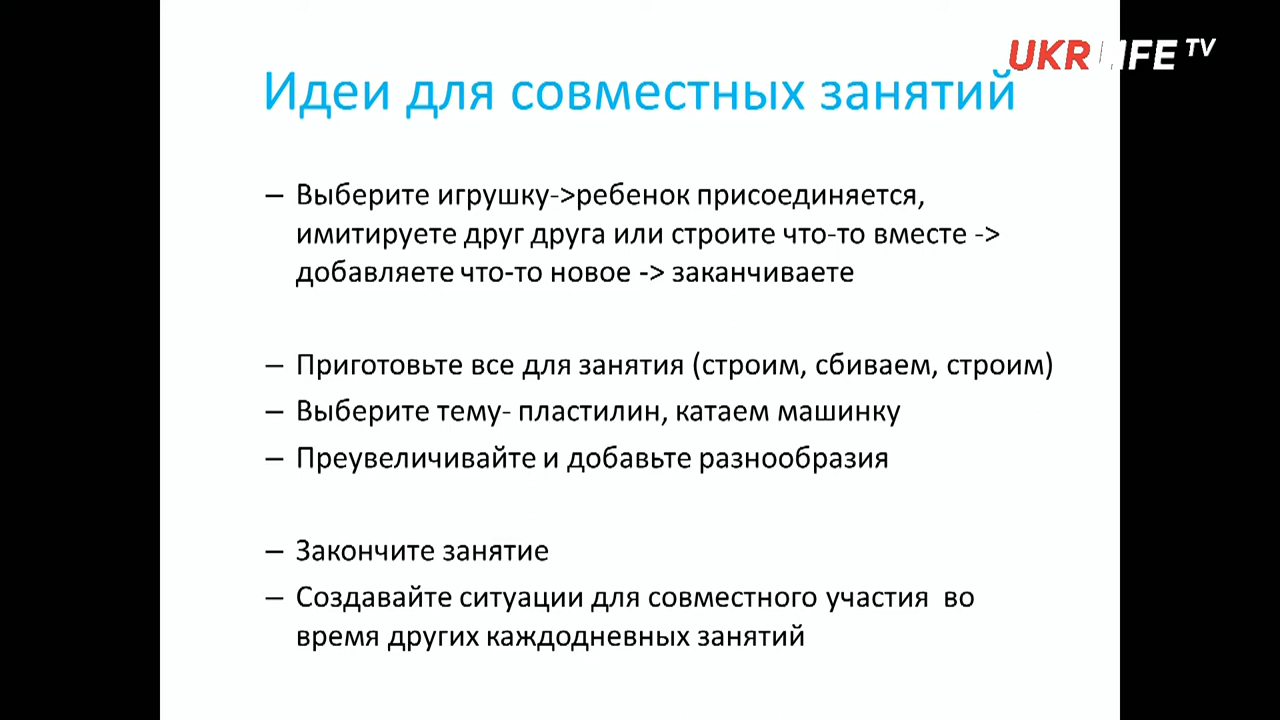 UKRLIFE TV
Идеи для совместных занятий
– Выберите игрушку->ребенок присоединяется,
имитируете друг друга или строите что-то вместе ->
добавляете что-то новое -> заканчиваете
– Приготовьте все для занятия (строим, сбиваем, строим)
– Выберите тему- пластилин, катаем машинку
– Преувеличивайте и добавьте разнообразия
– Закончите занятие
– Создавайте ситуации для совместного участия  во
время других каждодневных занятий